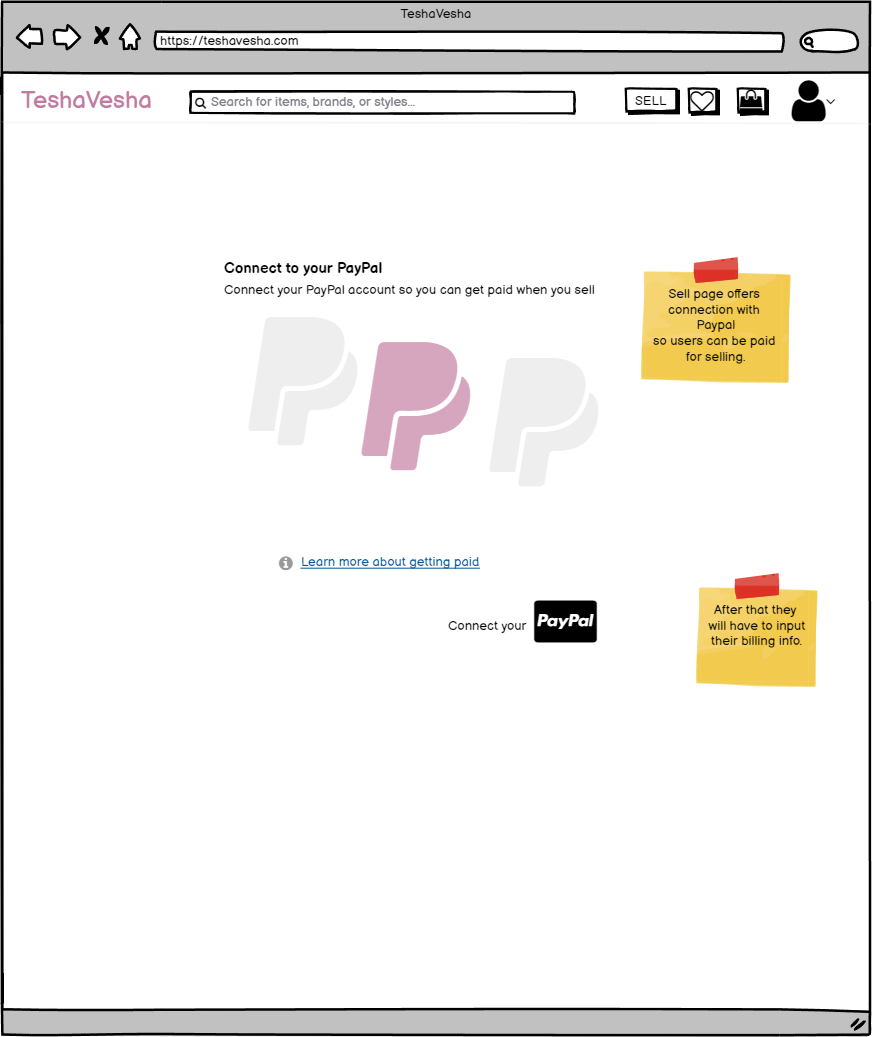 TeshaVesha
https://teshavesha.com
TeshaVesha
Search for items, brands, or styles...
SELL
Connect to your PayPal
Connect your PayPal account so you can get paid when you sell
Sell page offers
connection with
Paypal
so users can be paid
for selling.
Learn more about getting paid
Connect your
PayPal
After that they
will have to input
their billing info.